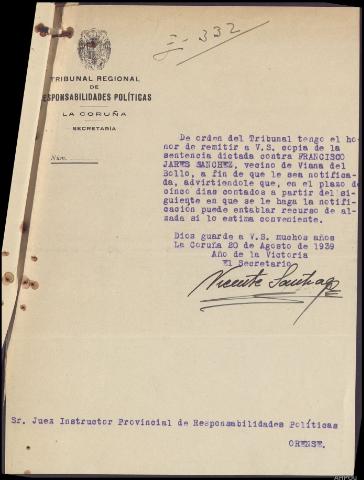 J-332
TRIBUNAL REGIONAL
DE
RESPONSABILIDADES POLÍTICAS
LA CORUÑA
SECRETARÍA
Núm.
De orden del Tribunal tengo el ho-
nor de remitir a V.S. copia de la
sentencia dictada contra FRANCISCO
JARES SANCHEZ, vecino de Viana del
Bollo, a fin de que le sea notifica-
da, advirtiendole que, en el plazo de
cinco dias contados a partir del si-
guiente en que se le haga la notifi-
cación puede entablar recurso de al-
zada si lo estima conveniente.
Dios guarde a V.S. muchos años
La Coruña 20 de Agosto de 1939
Año de la Victoria
El Secretario
Vicente Santiago
Sr. Juez Instructor Provincial de Responsabilidades Políticas
ORENSE.
AHPOU